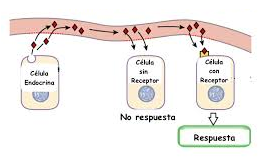 Célula
Endocrina
Célula
sin
Receptor
Célula
con
Receptor
No respuesta
Respuesta